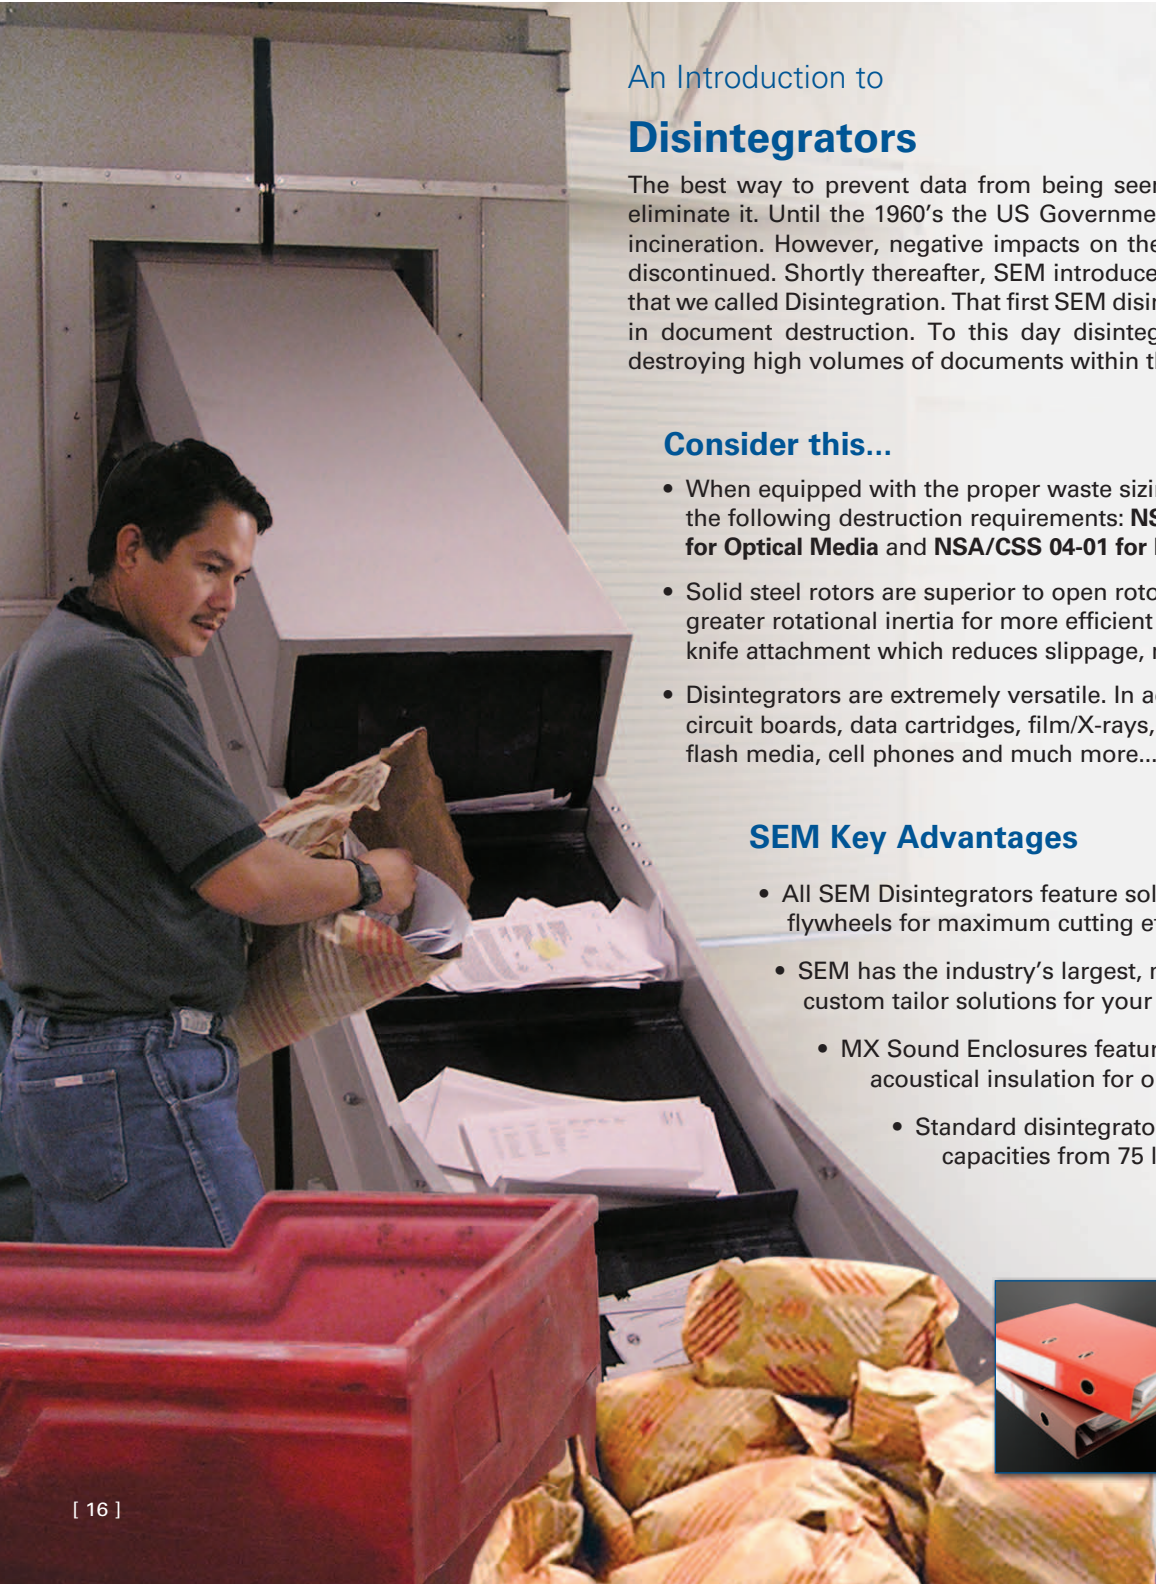 An Introduction to
Disintegrators
The best way to prevent data from being seen
eliminate it. Until the 1960's the US Governme
incineration. However, negative impacts on the
discontinued. Shortly thereafter, SEM introduce
that we called Disintegration. That first SEM disin
in document destruction. To this day disinteg
destroying high volumes of documents within th
Consider this...
• When equipped with the proper waste sizin
the following destruction requirements: NS
for Optical Media and NSA/CSS 04-01 for
• Solid steel rotors are superior to open roto
greater rotational inertia for more efficient
knife attachment which reduces slippage,
• Disintegrators are extremely versatile. In a
circuit boards, data cartridges, film/X-rays,
flash media, cell phones and much more...
SEM Key Advantages
• All SEM Disintegrators feature sol
flywheels for maximum cutting ef
• SEM has the industry's largest,
custom tailor solutions for your
• MX Sound Enclosures featur
acoustical insulation for o
• Standard disintegrato
capacities from 75 l
[ 16 ]